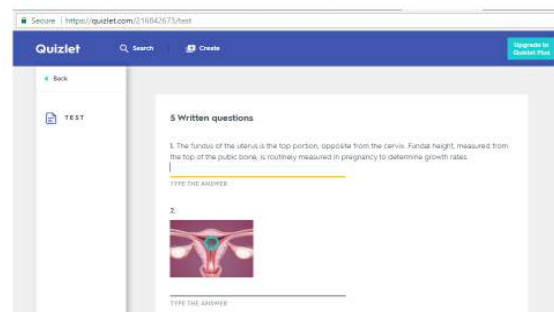 Secure | https://quizlet.com/216842673/test
Quizlet Search Create Upgrade to
Quizlet Plus
Back
TEST
5 Written questions
1. The fundus of the uterus is the top portion, opposite from the cervix. Fundal height, measured from
the top of the pubic bone, is routinely measured in pregnancy to determine growth rates.
TYPE THE ANSWER
2.
TYPE THE ANSWER